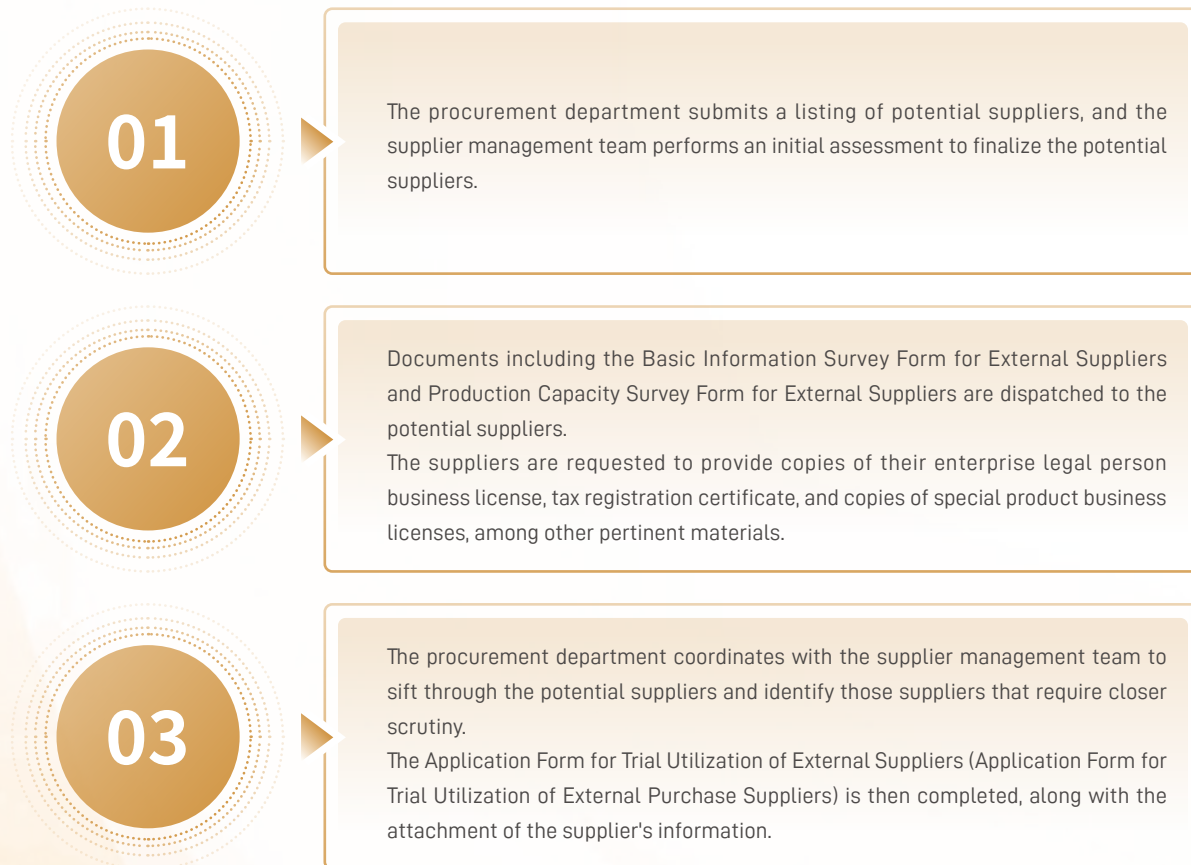 01
The procurement department submits a listing of potential suppliers, and the
supplier management team performs an initial assessment to finalize the potential
suppliers.
02
Documents including the Basic Information Survey Form for External Suppliers
and Production Capacity Survey Form for External Suppliers are dispatched to the
potential suppliers.
The suppliers are requested to provide copies of their enterprise legal person
business license, tax registration certificate, and copies of special product business
licenses, among other pertinent materials.
03
The procurement department coordinates with the supplier management team to
sift through the potential suppliers and identify those suppliers that require closer
scrutiny.
The Application Form for Trial Utilization of External Suppliers (Application Form for
Trial Utilization of External Purchase Suppliers) is then completed, along with the
attachment of the supplier's information.